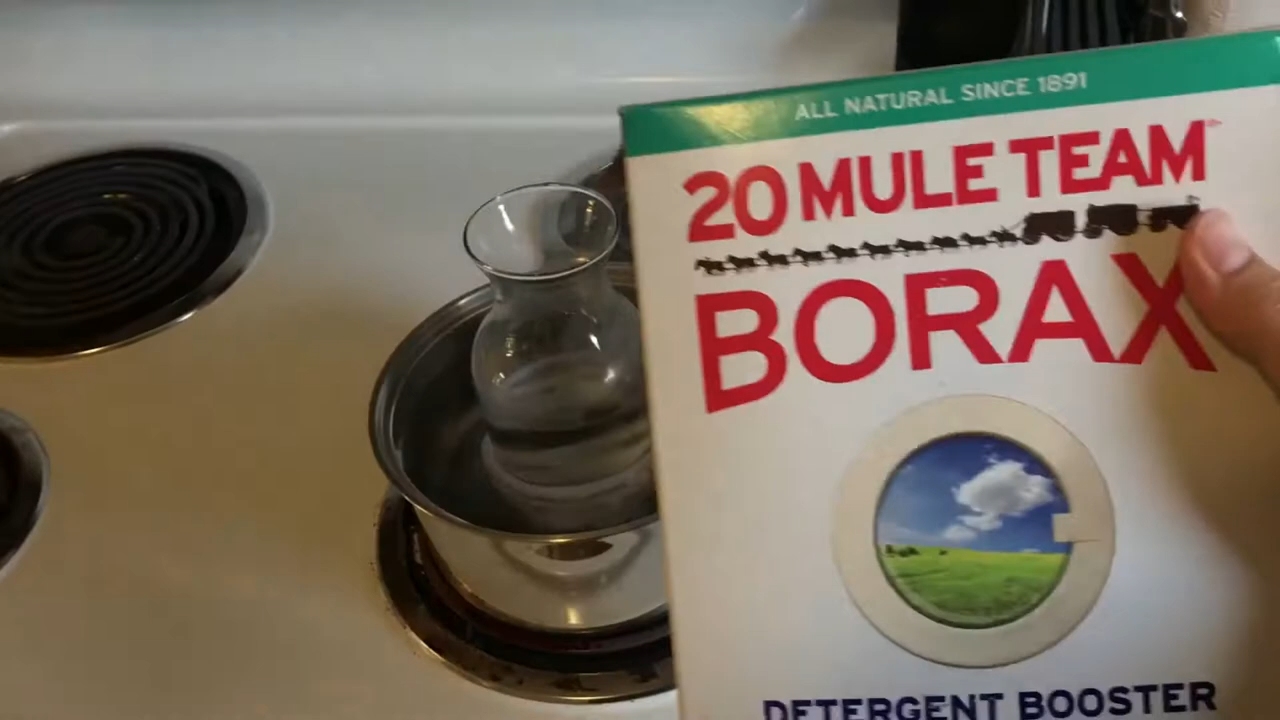 ALL NATURAL SINCE 1891
20 MULE TEAM
BORAX
DETERGENT BOOSTER